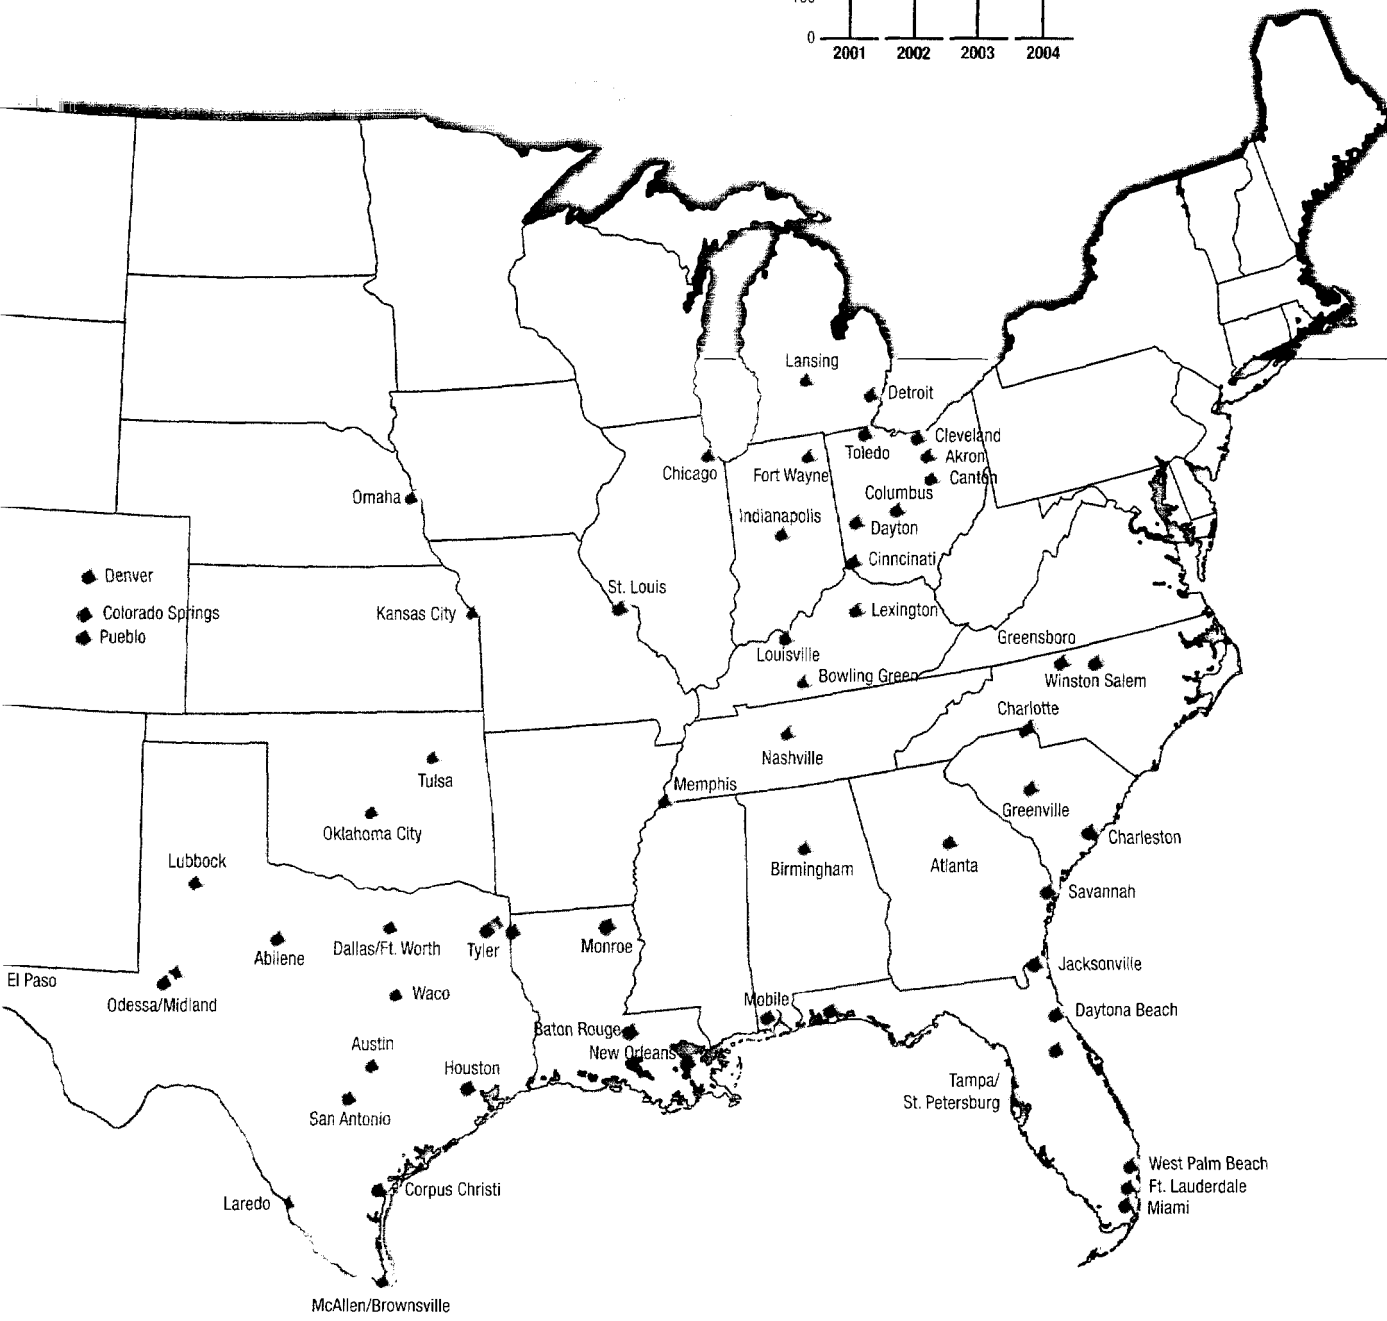 0
2001 2002 2003 2004
Lansing
Detroit
Cleveland
Toledo
Akron
Chicago
Fort Wayne
Canton
Columbus
Omaha
Indianapolis
Dayton
Cinncinati
Denver
St. Louis
Colorado Springs
Kansas City
Lexington
Pueblo
Greensboro
Louisville
Bowling Green
Winston Salem
Charlotte
Nashville
Tulsa
Memphis
Greenville
Oklahoma City
Charleston
Lubbock
Birmingham
Atlanta
Savannah
Abilene
Dallas/Ft. Worth
Tyler
Monroe
Jacksonville
El Paso
Odessa/Midland
Waco
Mobile
Daytona Beach
Baton Rouge
Austin
New Orleans
Houston
Tampa/
St. Petersburg
San Antonio
West Palm Beach
Corpus Christi
Ft. Lauderdale
Laredo
Miami
McAllen/Brownsville